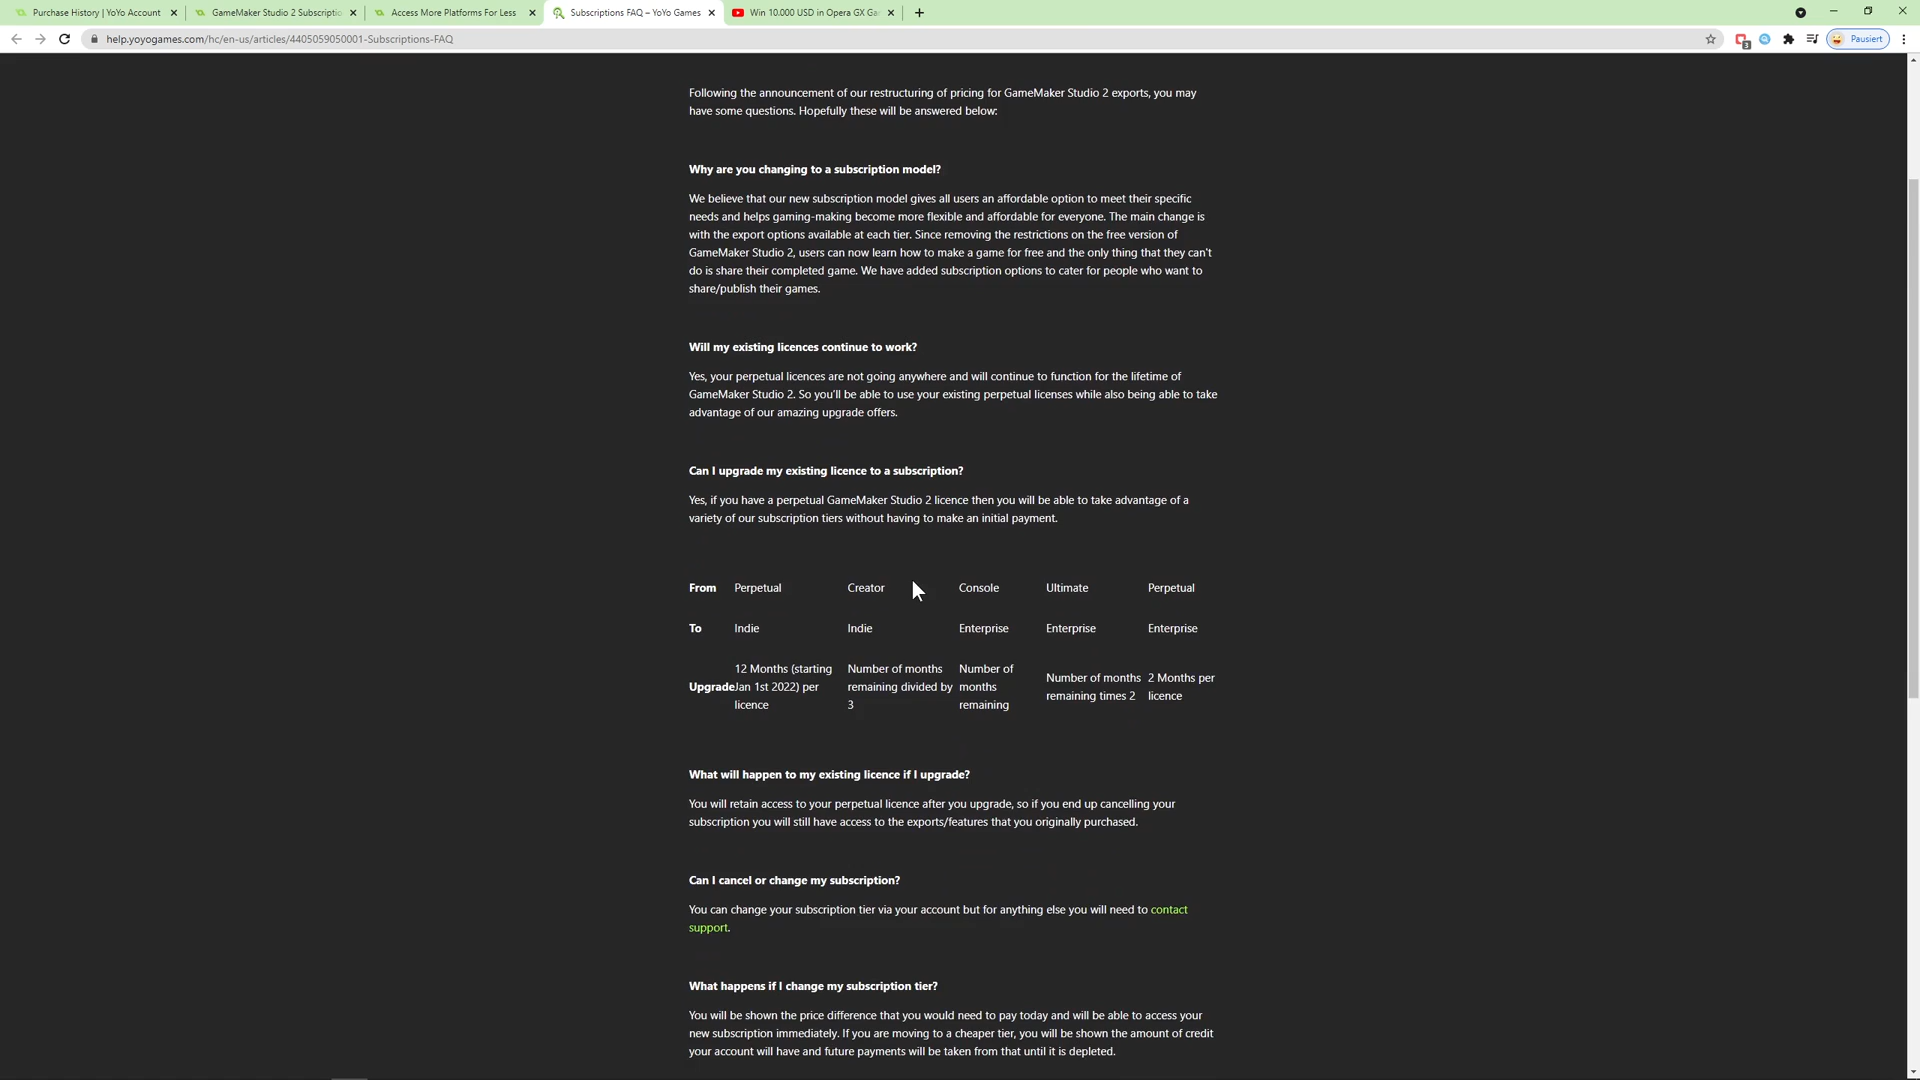 Purchase History | YoYo Account
GameMaker Studio 2 Subscriptio
Access More Platforms For Less
Subscriptions FAQ – YoYo Games
Win 10.000 USD in Opera GX Ga
help.yoyogames.com/hc/en-us/articles/4405059050001-Subscriptions-FAQ
3
Pausiert
Following the announcement of our restructuring of pricing for GameMaker Studio 2 exports, you may
have some questions. Hopefully these will be answered below:
Why are you changing to a subscription model?
We believe that our new subscription model gives all users an affordable option to meet their specific
needs and helps gaming-making become more flexible and affordable for everyone. The main change is
with the export options available at each tier. Since removing the restrictions on the free version of
GameMaker Studio 2, users can now learn how to make a game for free and the only thing that they can't
do is share their completed game. We have added subscription options to cater for people who want to
share/publish their games.
Will my existing licences continue to work?
Yes, your perpetual licences are not going anywhere and will continue to function for the lifetime of
GameMaker Studio 2. So you'll be able to use your existing perpetual licenses while also being able to take
advantage of our amazing upgrade offers.
Can I upgrade my existing licence to a subscription?
Yes, if you have a perpetual GameMaker Studio 2 licence then you will be able to take advantage of a
variety of our subscription tiers without having to make an initial payment.
From Perpetual Creator Console Ultimate Perpetual
To Indie Indie Enterprise Enterprise Enterprise
12 Months (starting Number of months Number of
Number of months 2 Months per
Upgrade Jan 1st 2022) per remaining divided by months
remaining times 2 licence
licence 3 remaining
What will happen to my existing licence if I upgrade?
You will retain access to your perpetual licence after you upgrade, so if you end up cancelling your
subscription you will still have access to the exports/features that you originally purchased.
Can I cancel or change my subscription?
You can change your subscription tier via your account but for anything else you will need to contact
support.
What happens if I change my subscription tier?
You will be shown the price difference that you would need to pay today and will be able to access your
new subscription immediately. If you are moving to a cheaper tier, you will be shown the amount of credit
your account will have and future payments will be taken from that until it is depleted.